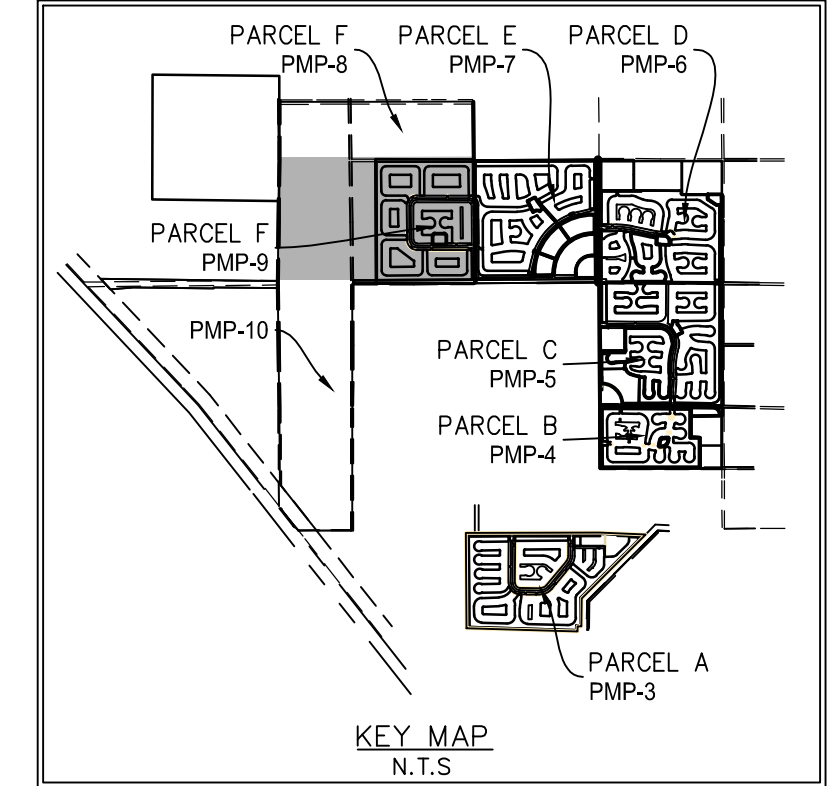 PARCEL F
PMP-8
PARCEL E
PMP-7
PARCEL D
PMP-6
PARCEL F
PMP-9
PMP-10
PARCEL C
PMP-5
PARCEL B
PMP-4
PARCEL A
PMP-3
KEY MAP
N.T.S